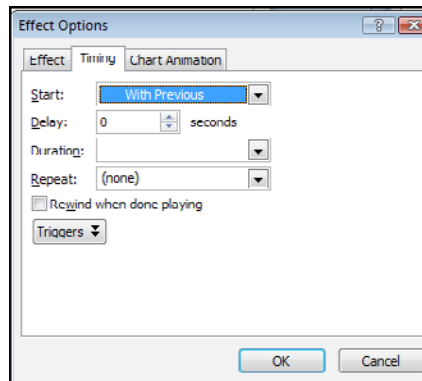 Effect Options
Effect Timing Chart Animation
Start: With Previous
Delay: 0 seconds
Duration:
Repeat: (none)
Rewind when done playing
Triggers
OK Cancel